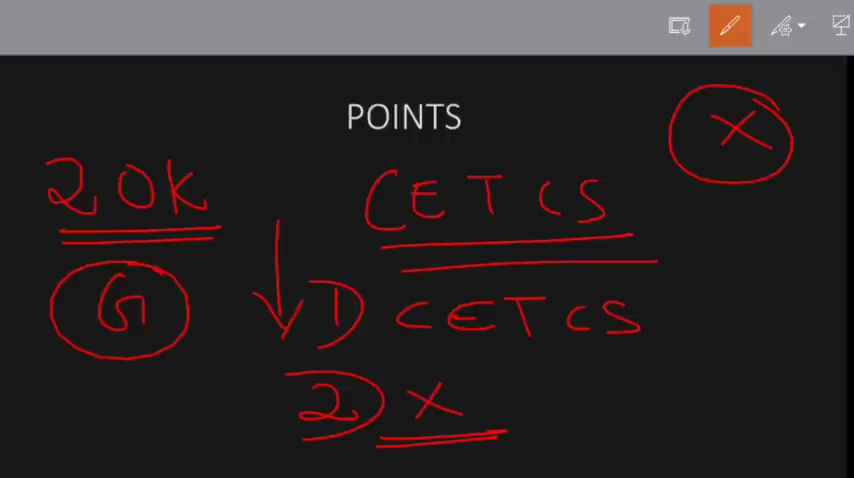 POINTS
X
20K CETCS
G 1) CETCS
2) X